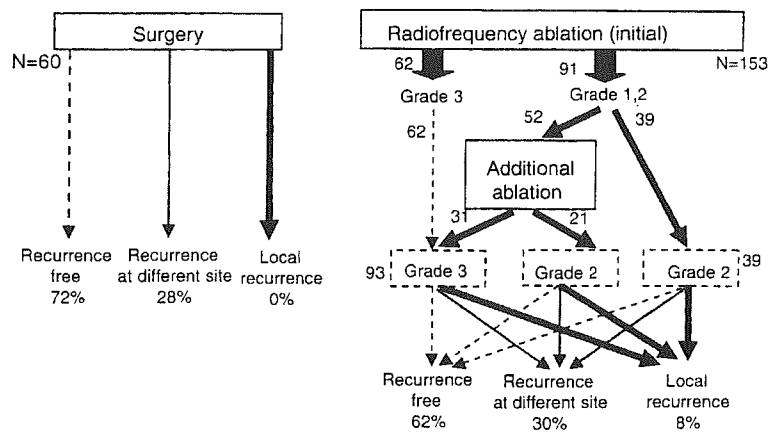 Surgery
N=60
Recurrence
free
72%
Recurrence
at different site
28%
Local
recurrence
0%
Radiofrequency ablation (initial)
N=153
62
91
Grade 3
Grade 1,2
62
52
39
Additional
ablation
31
21
93
Grade 3
Grade 2
Grade 2
39
Recurrence
free
62%
Recurrence
at different site
30%
Local
recurrence
8%